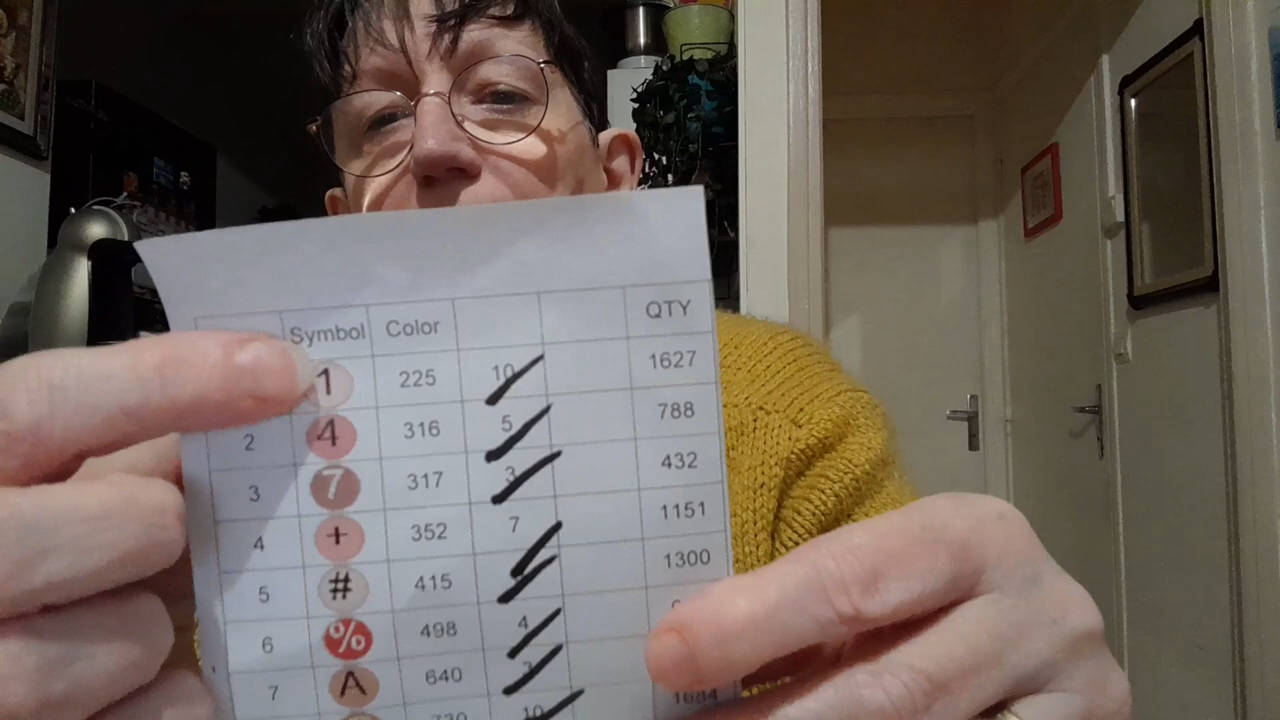 Symbol Color QTY
1 225 10 1627
2 4 316 5 788
3 7 317 3 432
4 + 352 7 1151
5 # 415 1300
6 % 498 4
7 A 640 1684
10